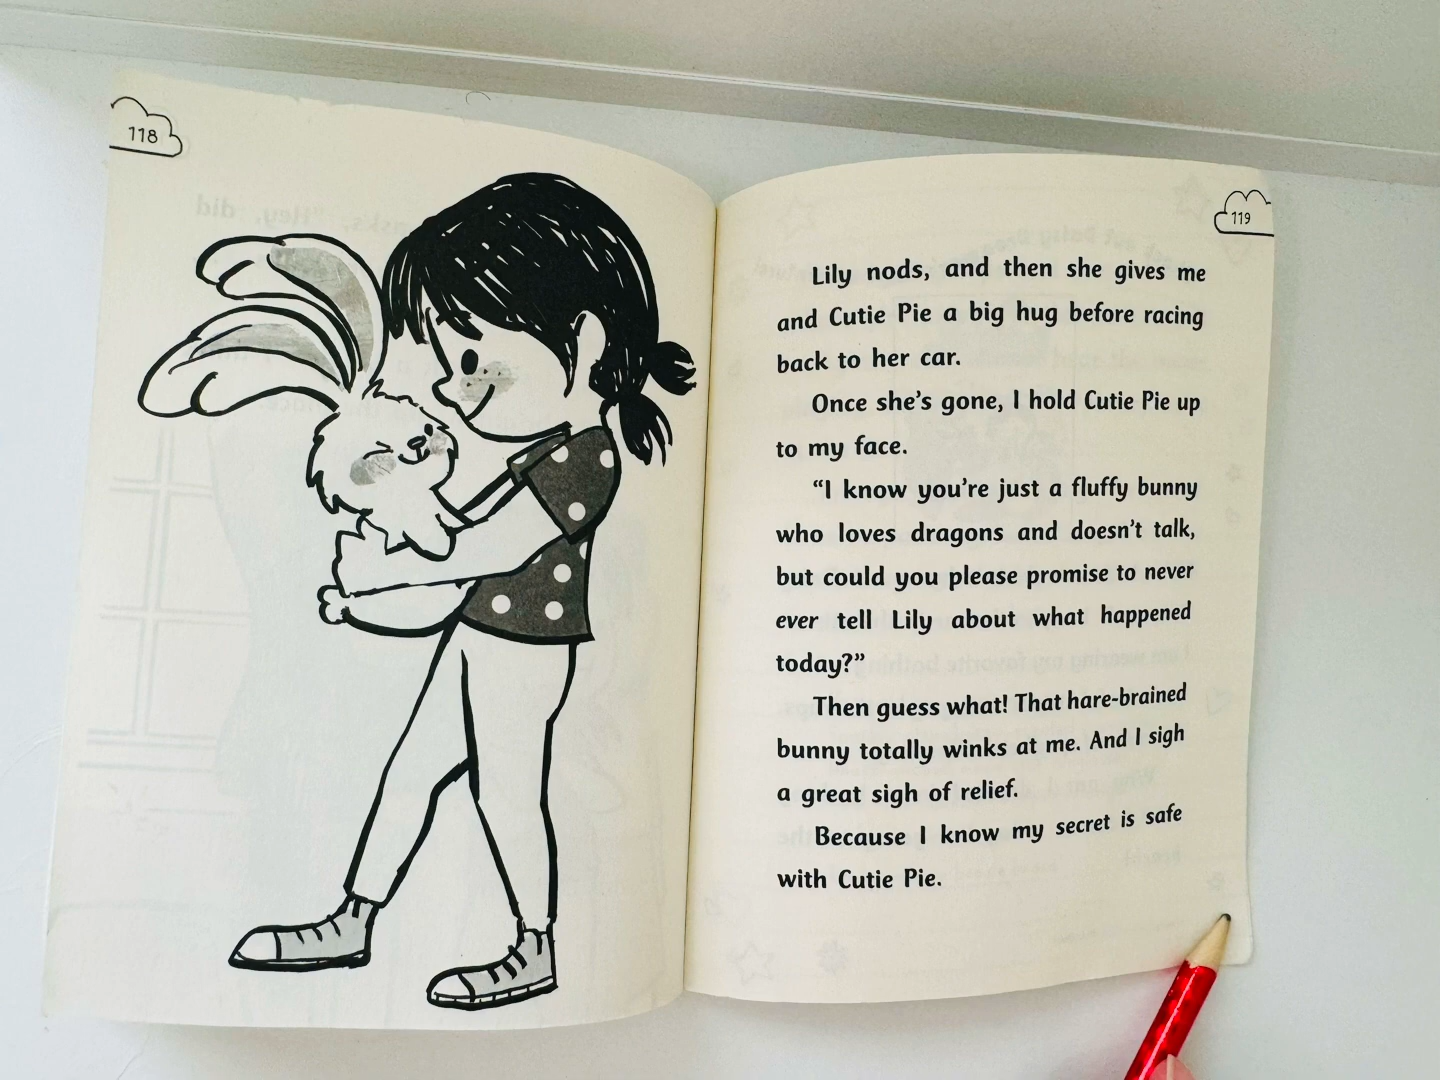 118
119
Lily nods, and then she gives me
and Cutie Pie a big hug before racing
back to her car.
Once she’s gone, I hold Cutie Pie up
to my face.
“I know you’re just a fluffy bunny
who loves dragons and doesn’t talk,
but could you please promise to never
ever tell Lily about what happened
today?”
Then guess what! That hare-brained
bunny totally winks at me. And I sigh
a great sigh of relief.
Because I know my secret is safe
with Cutie Pie.